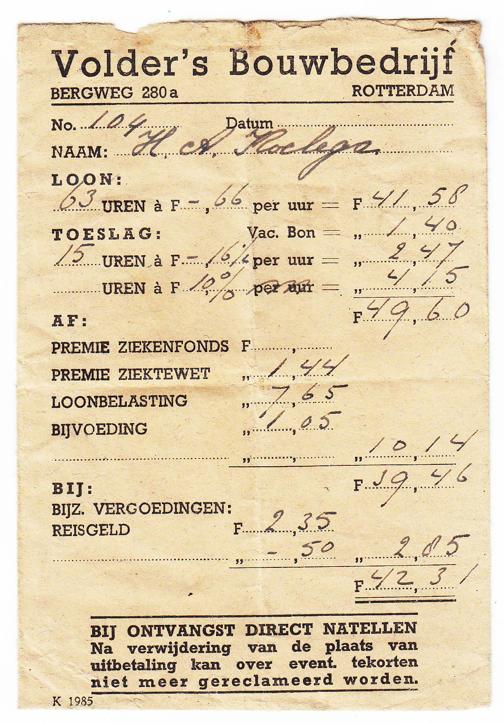 Volder's Bouwbedrijf
BERGWEG 280a ROTTERDAM
No. 104 Datum
NAAM: H. A.
LOON:
63 UREN à F -,66 per uur = F 41,58
TOESLAG: Vac. Bon = „ 1,40
15 UREN à F - 16½ per uur = „ 2,47
UREN à F 10% per uur = „ 4,15
AF: F 49,60
PREMIE ZIEKENFONDS F ,
PREMIE ZIEKTEWET „ 1,44
LOONBELASTING „ 7,65
BIJVOEDING „ 1,05
„ , „ 10,14
BIJ: F 39,46
BIJZ. VERGOEDINGEN:
REISGELD F 2,35
„ -,50 „ 2,85
F 42,31
BIJ ONTVANGST DIRECT NATELLEN
Na verwijdering van de plaats van
uitbetaling kan over event. tekorten
niet meer gereclameerd worden.
K 1985